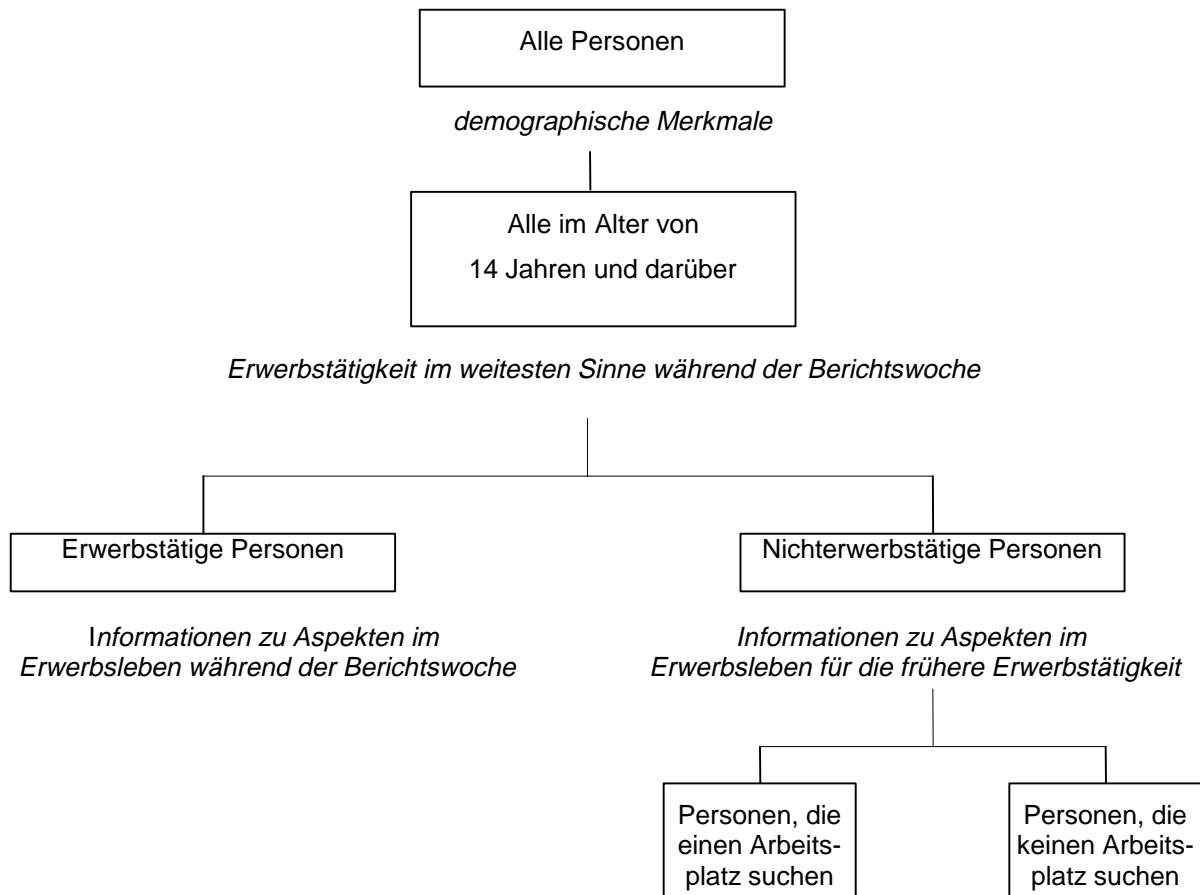 Alle Personen
demographische Merkmale
Alle im Alter von
14 Jahren und darüber
Erwerbstätigkeit im weitesten Sinne während der Berichtswoche
Erwerbstätige Personen
Nichterwerbstätige Personen
Informationen zu Aspekten im
Erwerbsleben während der Berichtswoche
Informationen zu Aspekten im
Erwerbsleben für die frühere Erwerbstätigkeit
Personen, die
einen Arbeits-
platz suchen
Personen, die
keinen Arbeits-
platz suchen